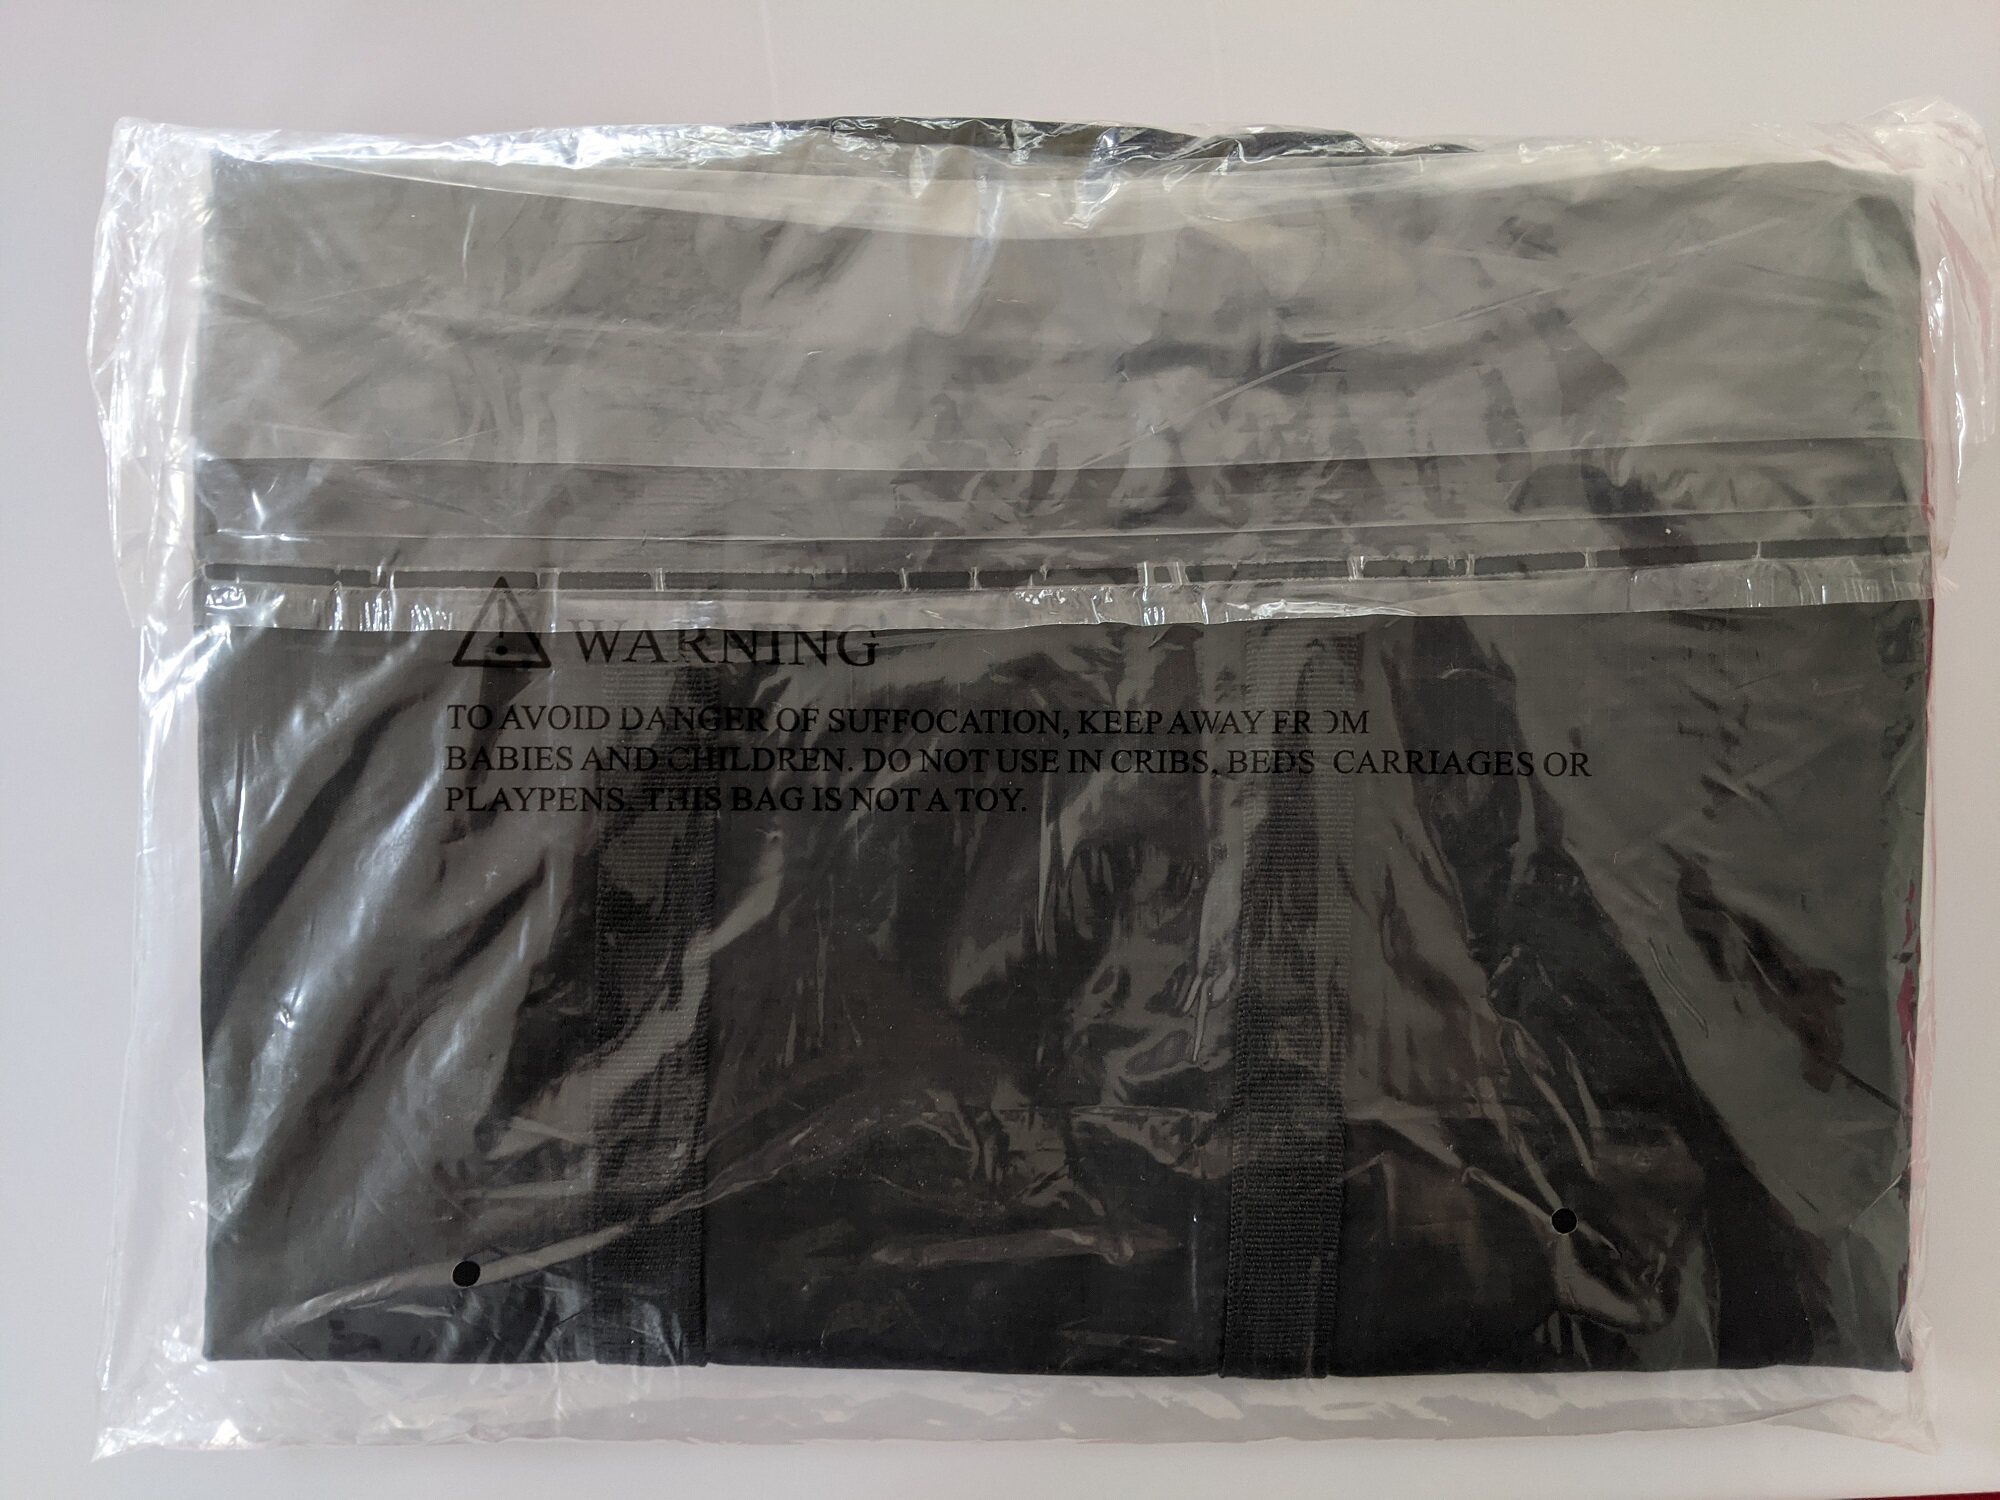 WARNING
TO AVOID DANGER OF SUFFOCATION, KEEP AWAY FROM
BABIES AND CHILDREN. DO NOT USE IN CRIBS, BEDS CARRIAGES OR
PLAYPENS. THIS BAG IS NOT A TOY.